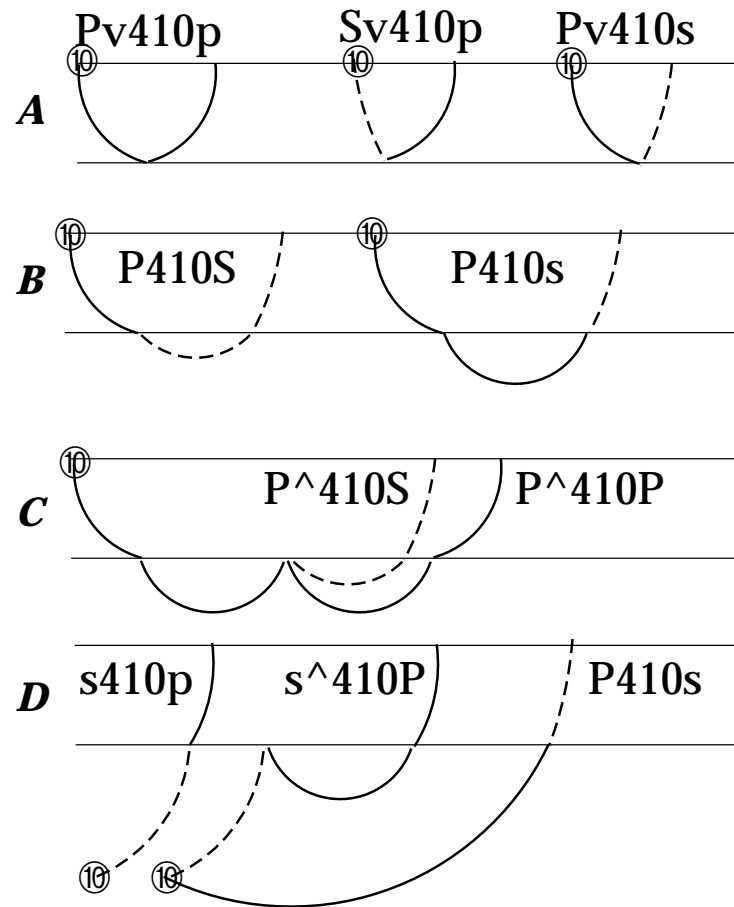 Pv410p Sv410p Pv410s
⑩ ⑩ ⑩
A
⑩ ⑩
P410S P410s
B
⑩
P^410S P^410P
C
s410p s^410P P410s
D
⑩ ⑩